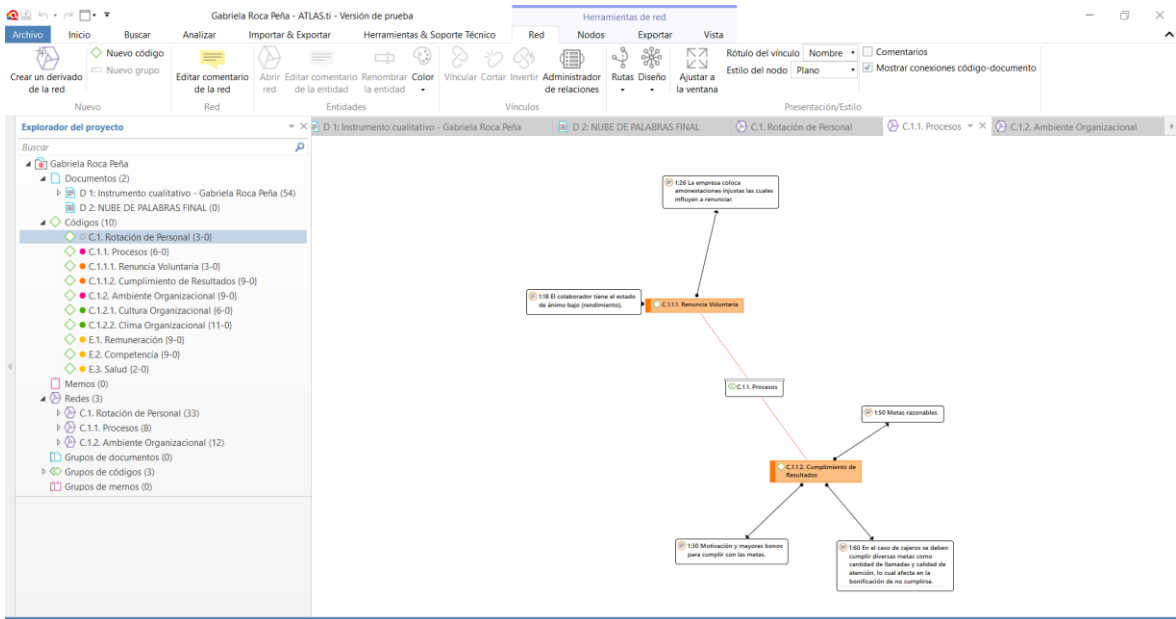 Gabriela Roca Peña - ATLAS.ti - Versión de prueba
Herramientas de red
Archivo Inicio Buscar Analizar Importar & Exportar Herramientas & Soporte Técnico Red Nodos Exportar Vista
Crear un derivado de la red
Nuevo código
Nuevo grupo
Nuevo
Editar comentario de la red
Red
Abrir red
Editar comentario de la entidad
Renombrar la entidad
Color
Entidades
Víncular Cortar Invertir
Administrador de relaciones
Vínculos
Rutas Diseño
Ajustar a la ventana
Rótulo del vínculo Nombre
Estilo del nodo Plano
Comentarios
Mostrar conexiones código-documento
Presentación/Estilo
Explorador del proyecto
D 1: Instrumento cualitativo - Gabriela Roca Peña
D 2: NUBE DE PALABRAS FINAL
C.1. Rotación de Personal
C.1.1. Procesos
C.1.2. Ambiente Organizacional
Buscar
Gabriela Roca Peña
Documentos (2)
D 1: Instrumento cualitativo - Gabriela Roca Peña (54)
D 2: NUBE DE PALABRAS FINAL (0)
Códigos (10)
C.1. Rotación de Personal (3-0)
C.1.1. Procesos (6-0)
C.1.1.1. Renuncia Voluntaria (3-0)
C.1.1.2. Cumplimiento de Resultados (9-0)
C.1.2. Ambiente Organizacional (9-0)
C.1.2.1. Cultura Organizacional (6-0)
C.1.2.2. Clima Organizacional (11-0)
E.1. Remuneración (9-0)
E.2. Competencia (9-0)
E.3. Salud (2-0)
Memos (0)
Redes (3)
C.1. Rotación de Personal (33)
C.1.1. Procesos (8)
C.1.2. Ambiente Organizacional (12)
Grupos de documentos (0)
Grupos de códigos (3)
Grupos de memos (0)
1:26 La empresa coloca
amonestaciones injustas las cuales
influyen a renunciar.
1:18 El colaborador tiene el estado
de ánimo bajo (rendimiento).
C.1.1.1. Renuncia Voluntaria
C.1.1. Procesos
1:50 Metas razonables.
C.1.1.2. Cumplimiento de
Resultados
1:30 Motivación y mayores bonos
para cumplir con las metas.
1:60 En el caso de cajeros se deben
cumplir diversas metas como
cantidad de llamadas y calidad de
atención, lo cual afecta en la
bonificación de no cumplirse.